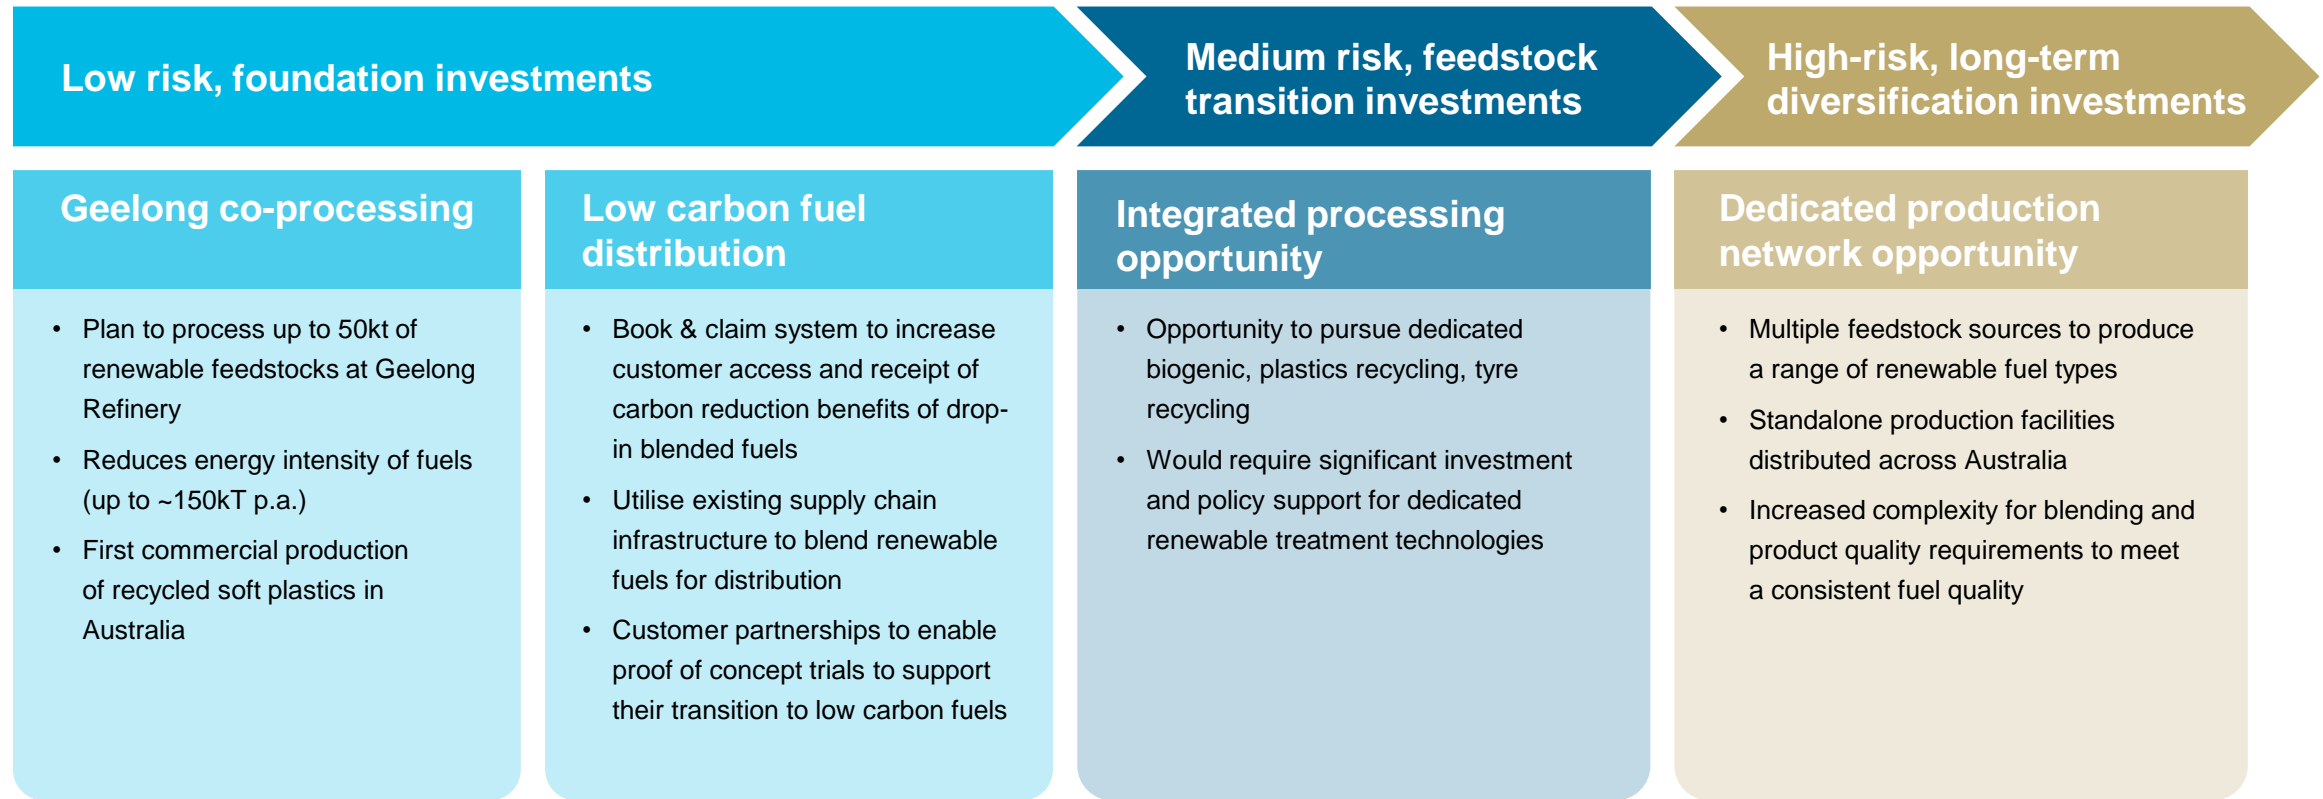 Low risk, foundation investments
Medium risk, feedstock
transition investments
High-risk, long-term
diversification investments
Geelong co-processing
• Plan to process up to 50kt of
renewable feedstocks at Geelong
Refinery
• Reduces energy intensity of fuels
(up to ~150kT p.a.)
• First commercial production
of recycled soft plastics in
Australia
Low carbon fuel
distribution
• Book & claim system to increase
customer access and receipt of
carbon reduction benefits of drop-
in blended fuels
• Utilise existing supply chain
infrastructure to blend renewable
fuels for distribution
• Customer partnerships to enable
proof of concept trials to support
their transition to low carbon fuels
Integrated processing
opportunity
• Opportunity to pursue dedicated
biogenic, plastics recycling, tyre
recycling
• Would require significant investment
and policy support for dedicated
renewable treatment technologies
Dedicated production
network opportunity
• Multiple feedstock sources to produce
a range of renewable fuel types
• Standalone production facilities
distributed across Australia
• Increased complexity for blending and
product quality requirements to meet
a consistent fuel quality